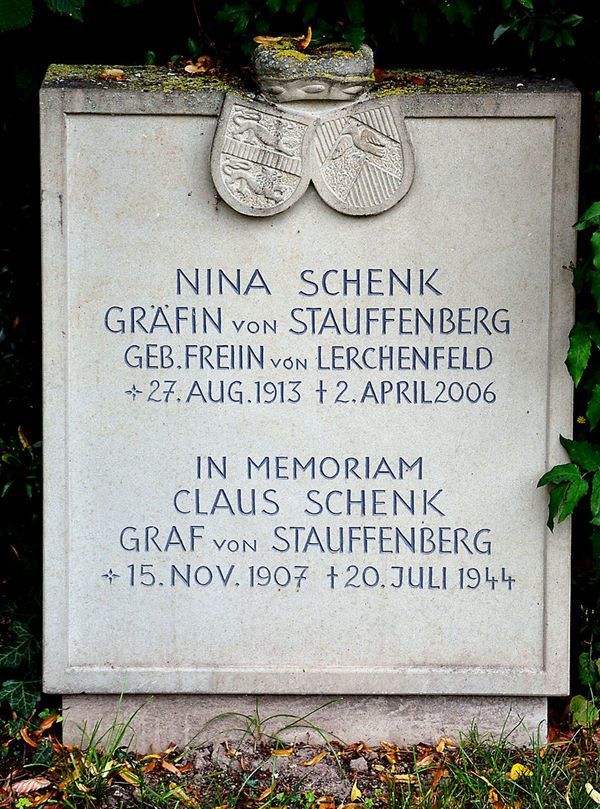 NINA SCHENK
GRÄFIN VON STAUFFENBERG
GEB. FREIIN VON LERCHENFELD
✧ 27. AUG. 1913 † 2. APRIL 2006
IN MEMORIAM
CLAUS SCHENK
GRAF VON STAUFFENBERG
✧ 15. NOV. 1907 † 20. JULI 1944